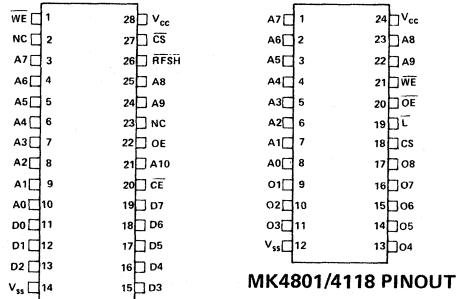 WE 1 28 Vcc
NC 2 27 CS
A7 3 26 RFSH
A6 4 25 A8
A5 5 24 A9
A4 6 23 NC
A3 7 22 OE
A2 8 21 A10
A1 9 20 CE
A0 10 19 D7
D0 11 18 D6
D1 12 17 D5
D2 13 16 D4
Vss 14 15 D3
A7 1 24 Vcc
A6 2 23 A8
A5 3 22 A9
A4 4 21 WE
A3 5 20 OE
A2 6 19 L
A1 7 18 CS
A0 8 17 O8
O1 9 16 O7
O2 10 15 O6
O3 11 14 O5
Vss 12 13 O4
MK4801/4118 PINOUT